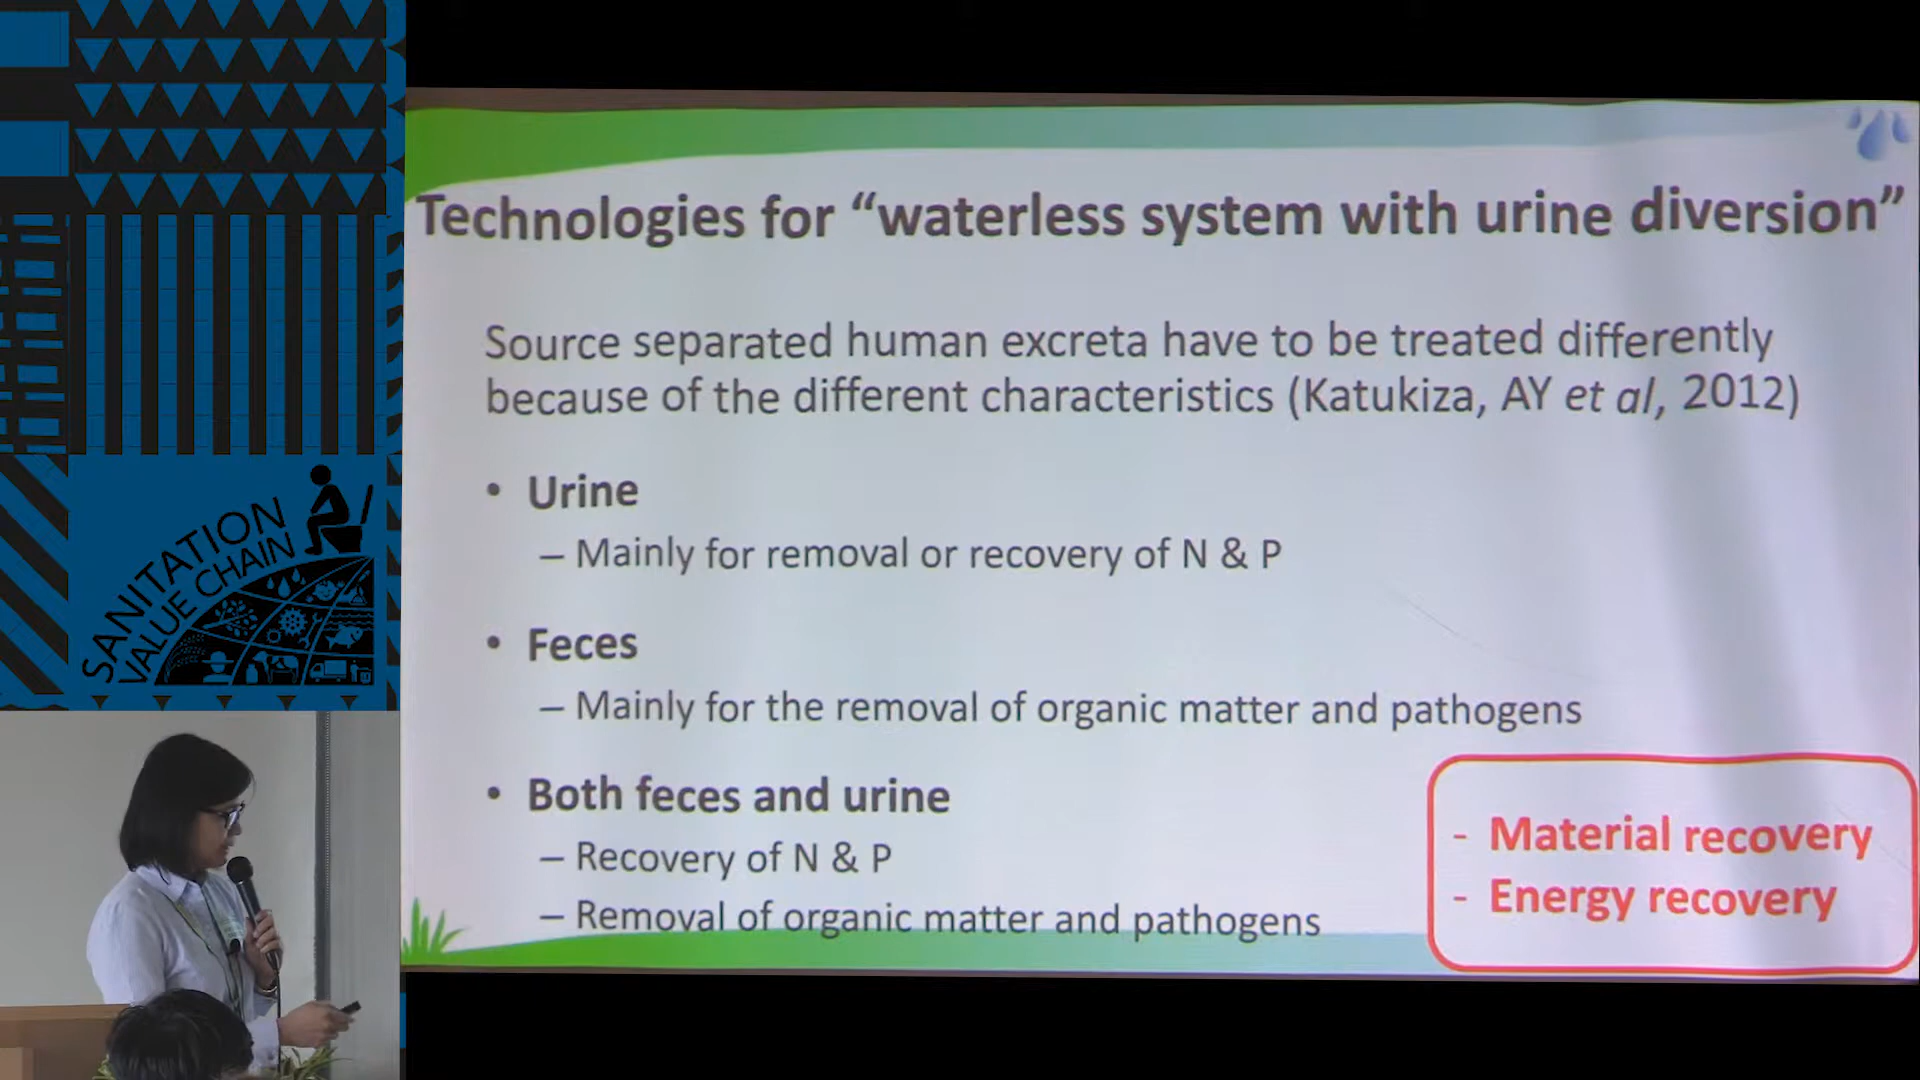 SANITATION
VALUE CHAIN
Technologies for “waterless system with urine diversion”
Source separated human excreta have to be treated differently
because of the different characteristics (Katukiza, AY et al, 2012)
• Urine
– Mainly for removal or recovery of N & P
• Feces
– Mainly for the removal of organic matter and pathogens
• Both feces and urine
– Recovery of N & P
– Removal of organic matter and pathogens
- Material recovery
- Energy recovery